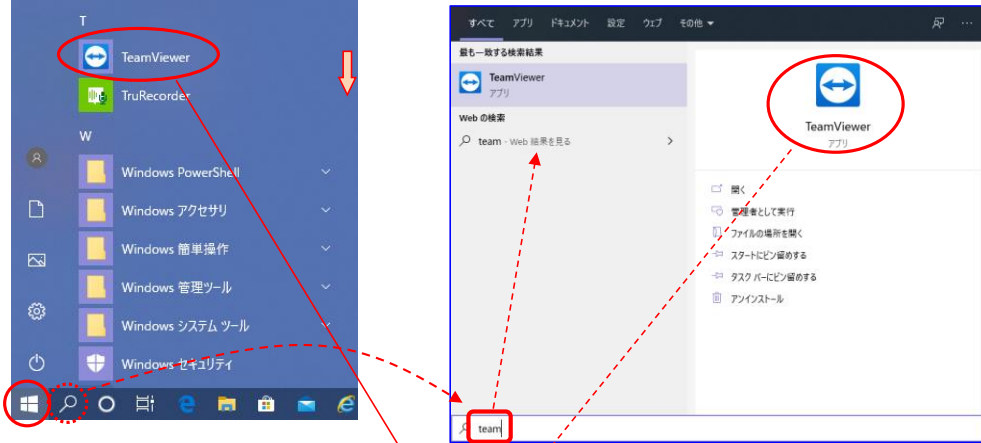 T
TeamViewer
TruRecorder
W
Windows PowerShell
Windows アクセサリ
Windows 簡単操作
Windows 管理ツール
Windows システム ツール
Windows セキュリティ
すべて アプリ ドキュメント 設定 ウェブ その他
最も一致する検索結果
TeamViewer
アプリ
Web の検索
team - Web 結果を見る
TeamViewer
アプリ
開く
管理者として実行
ファイルの場所を開く
スタートにピン留めする
タスク バーにピン留めする
アンインストール
team